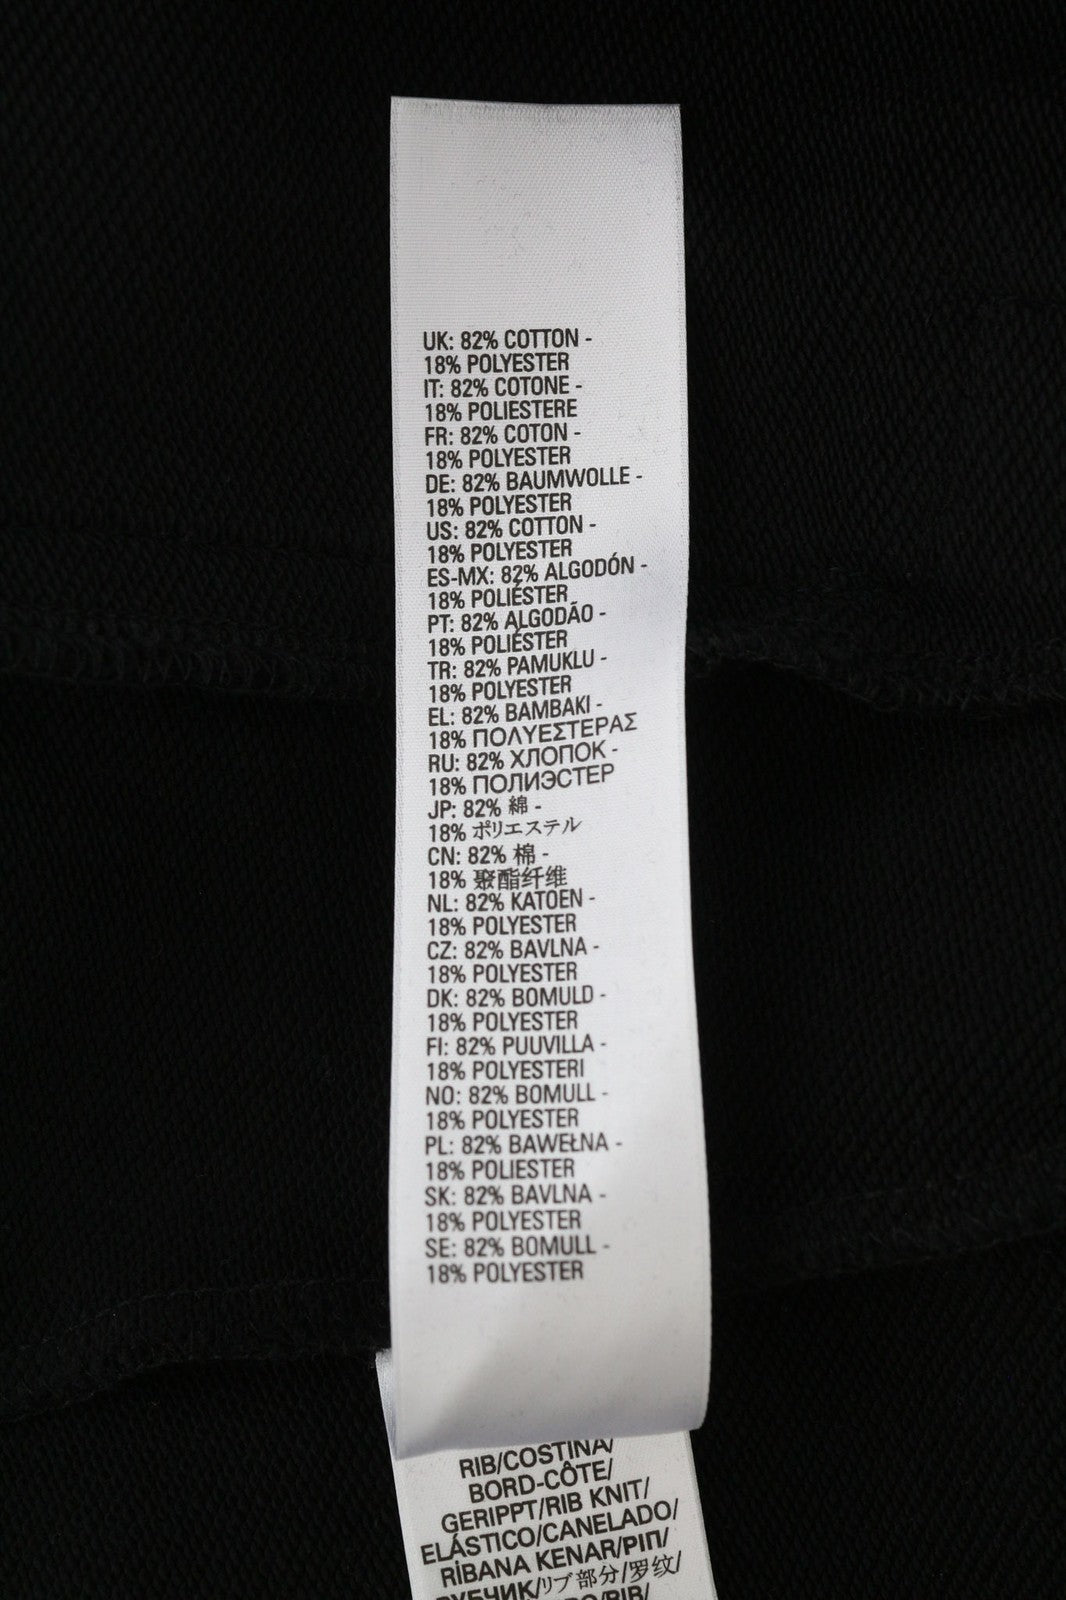 UK: 82% COTTON -
18% POLYESTER
IT: 82% COTONE -
18% POLIESTERE
FR: 82% COTON -
18% POLYESTER
DE: 82% BAUMWOLLE -
18% POLYESTER
US: 82% COTTON -
18% POLYESTER
ES-MX: 82% ALGODÓN -
18% POLIÉSTER
PT: 82% ALGODÃO -
18% POLIÉSTER
TR: 82% PAMUKLU -
18% POLYESTER
EL: 82% ΒΑΜΒΑΚΙ -
18% ΠΟΛΥΕΣΤΕΡΑΣ
RU: 82% ХЛОПОК -
18% ПОЛИЭСТЕР
JP: 82% 綿 -
18% ポリエステル
CN: 82% 棉 -
18% 聚酯纤维
NL: 82% KATOEN -
18% POLYESTER
CZ: 82% BAVLNA -
18% POLYESTER
DK: 82% BOMULD -
18% POLYESTER
FI: 82% PUUVILLA -
18% POLYESTERI
NO: 82% BOMULL -
18% POLYESTER
PL: 82% BAWEŁNA -
18% POLIESTER
SK: 82% BAVLNA -
18% POLYESTER
SE: 82% BOMULL -
18% POLYESTER
RIB/COSTINA/
BORD-CÔTE/
GERIPPT/RIB KNIT/
ELÁSTICO/CANELADO/
RİBANA KENAR/ΡΙΠ/
РУБЧИК/リブ部分/罗纹/
/RIB/